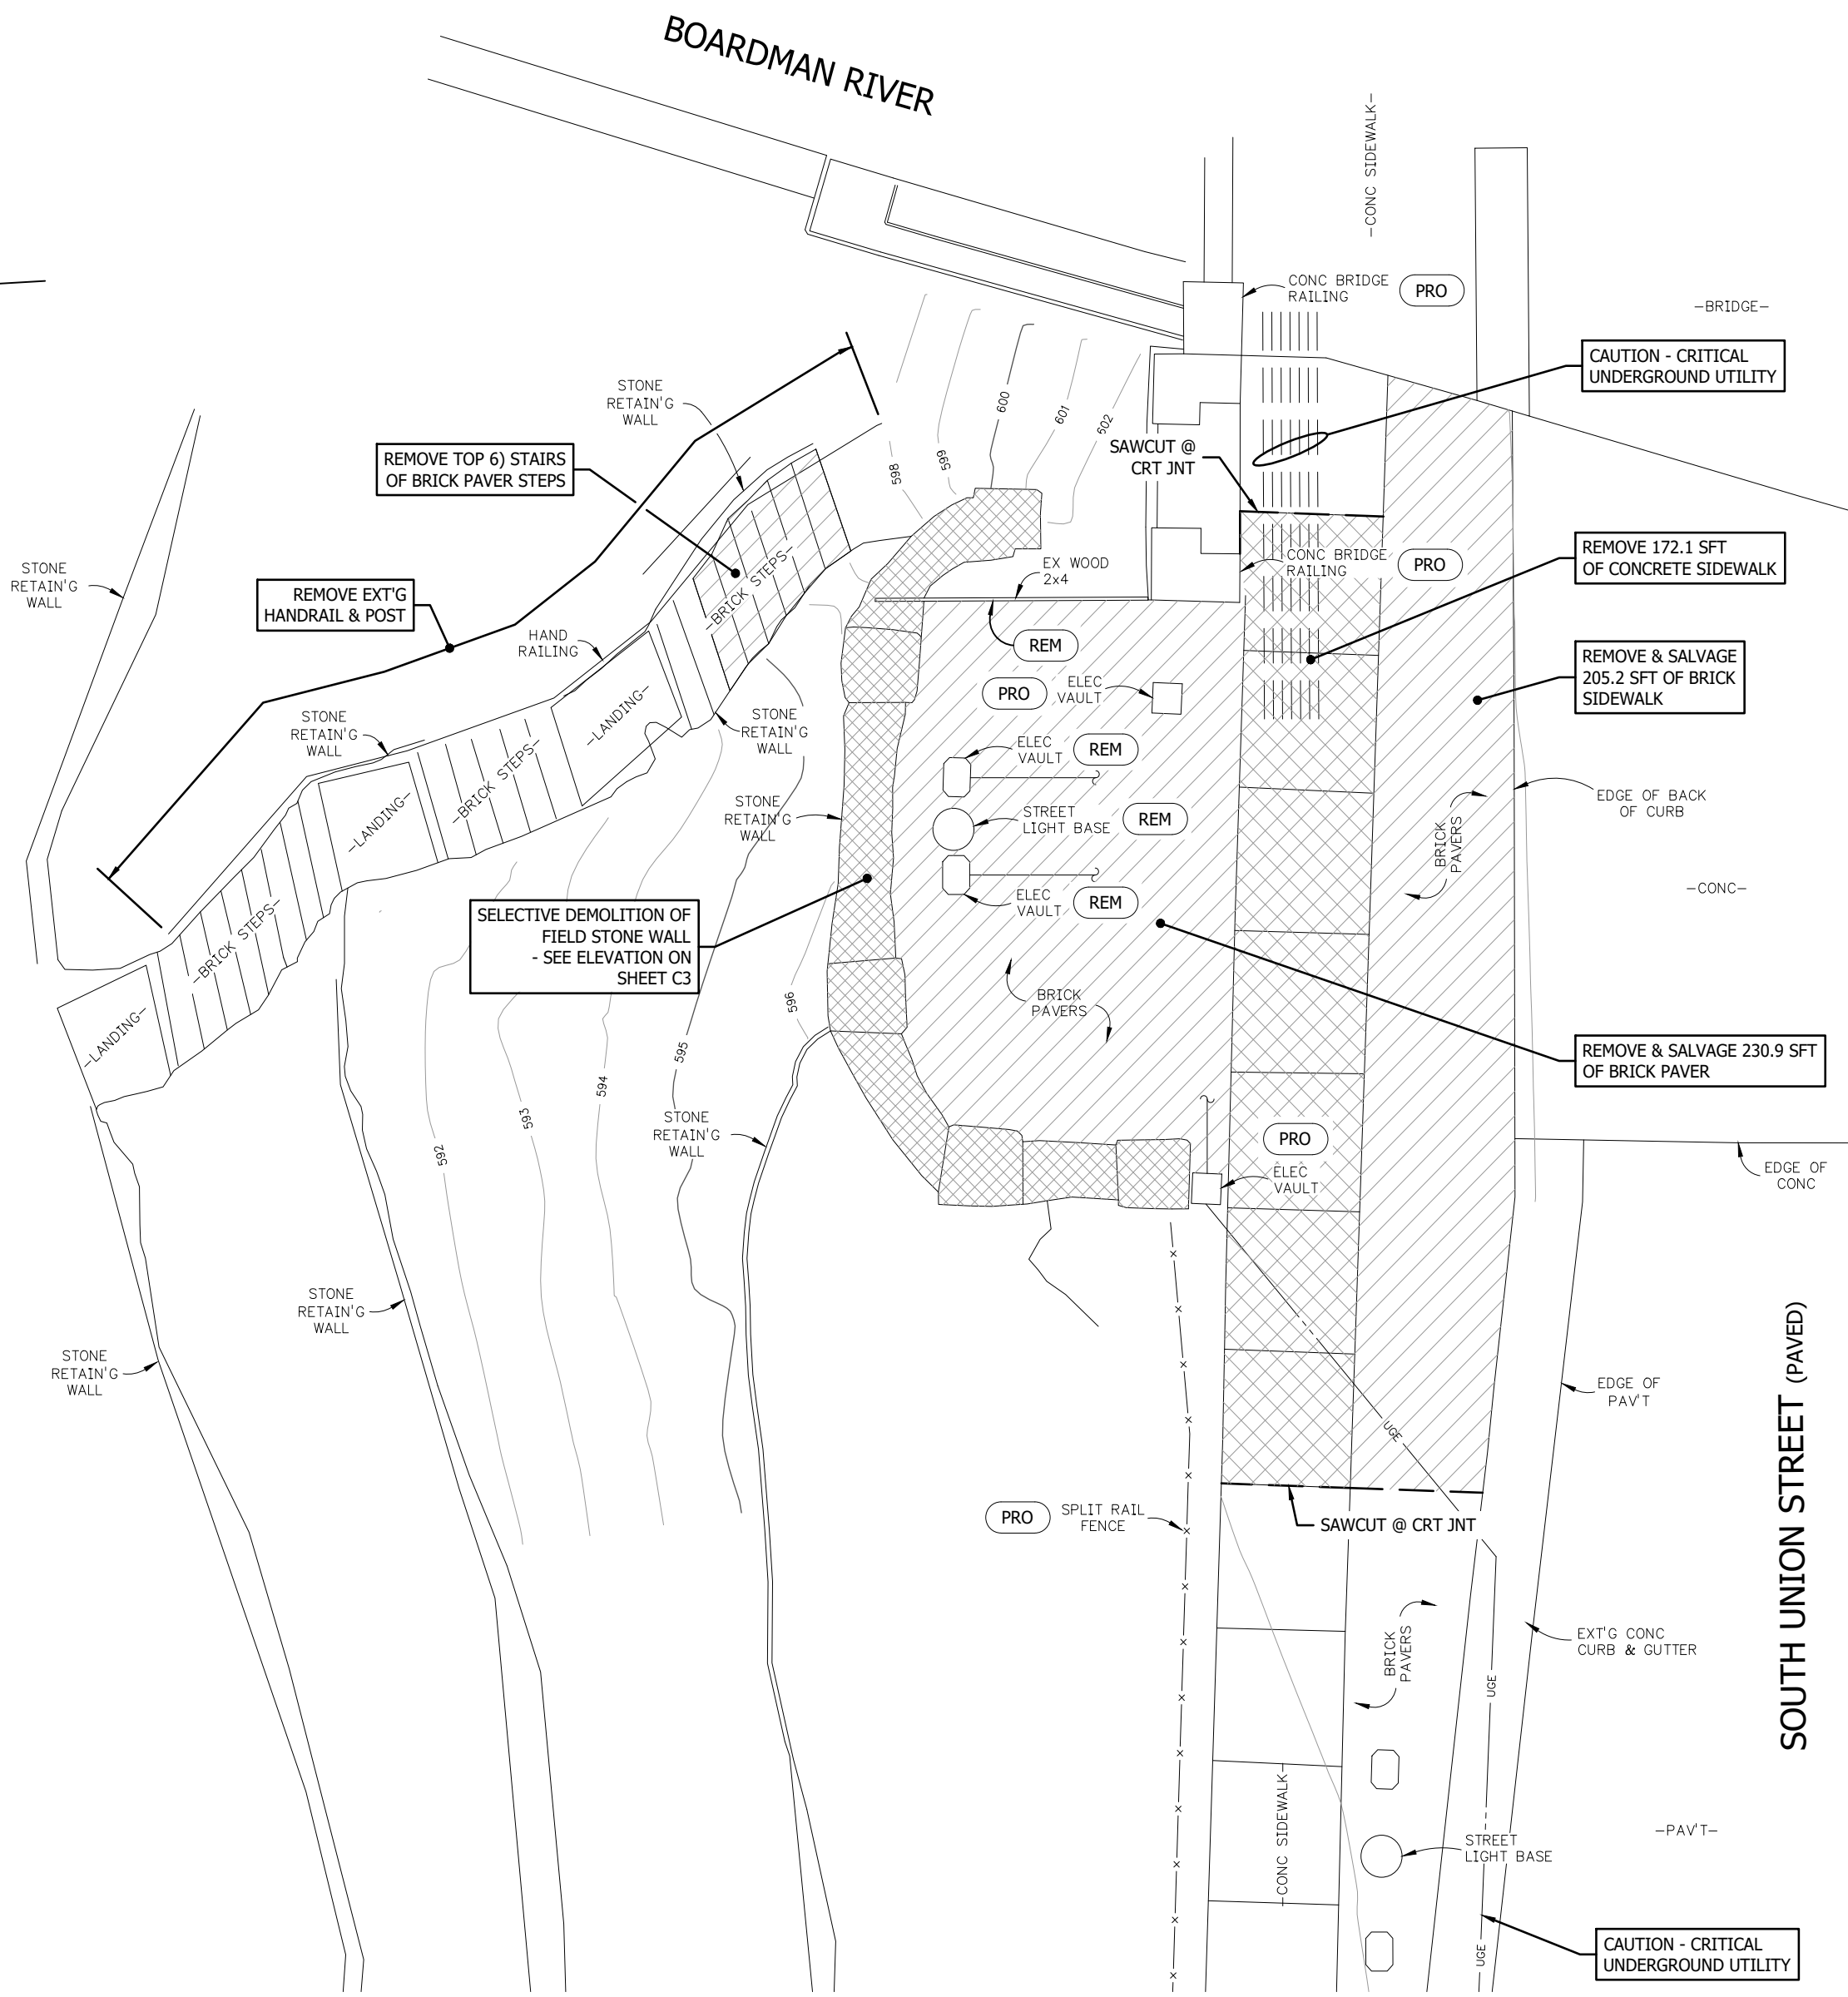 BOARDMAN RIVER
-CONC SIDEWALK-
CONC BRIDGE
RAILING
PRO
-BRIDGE-
CAUTION - CRITICAL
UNDERGROUND UTILITY
STONE
RETAIN'G
WALL
600
601
602
599
598
SAWCUT @
CRT JNT
REMOVE TOP 6) STAIRS
OF BRICK PAVER STEPS
-BRICK STEPS-
STONE
RETAIN'G
WALL
REMOVE EXT'G
HANDRAIL & POST
HAND
RAILING
EX WOOD
2x4
REM
CONC BRIDGE
RAILING
PRO
REMOVE 172.1 SFT
OF CONCRETE SIDEWALK
REMOVE & SALVAGE
205.2 SFT OF BRICK
SIDEWALK
PRO
ELEC
VAULT
-LANDING-
STONE
RETAIN'G
WALL
STONE
RETAIN'G
WALL
-BRICK STEPS-
ELEC
VAULT
REM
STREET
LIGHT BASE
REM
ELEC
VAULT
REM
STONE
RETAIN'G
WALL
-LANDING-
BRICK
PAVERS
EDGE OF BACK
OF CURB
-CONC-
SELECTIVE DEMOLITION OF
FIELD STONE WALL
- SEE ELEVATION ON
SHEET C3
-BRICK STEPS-
-LANDING-
596
595
594
593
592
BRICK
PAVERS
REMOVE & SALVAGE 230.9 SFT
OF BRICK PAVER
STONE
RETAIN'G
WALL
PRO
ELEC
VAULT
EDGE OF
CONC
STONE
RETAIN'G
WALL
STONE
RETAIN'G
WALL
UGE
EDGE OF
PAV'T
SOUTH UNION STREET (PAVED)
PRO
SPLIT RAIL
FENCE
SAWCUT @ CRT JNT
BRICK
PAVERS
EXT'G CONC
CURB & GUTTER
UGE
-CONC SIDEWALK-
STREET
LIGHT BASE
-PAV'T-
UGE
CAUTION - CRITICAL
UNDERGROUND UTILITY